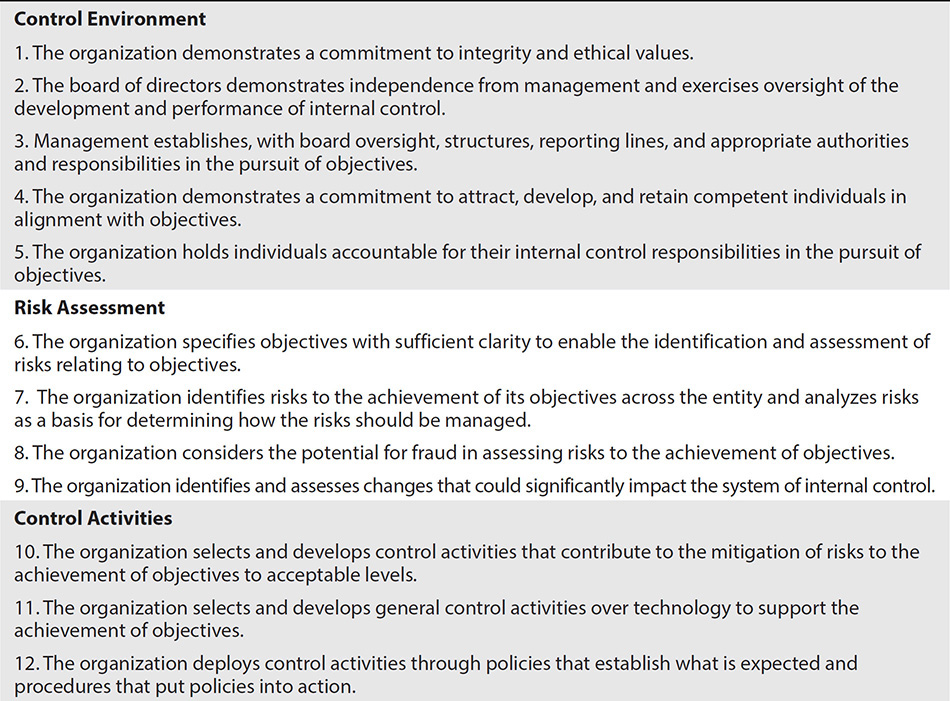 Control Environment
1. The organization demonstrates a commitment to integrity and ethical values.
2. The board of directors demonstrates independence from management and exercises oversight of the
development and performance of internal control.
3. Management establishes, with board oversight, structures, reporting lines, and appropriate authorities
and responsibilities in the pursuit of objectives.
4. The organization demonstrates a commitment to attract, develop, and retain competent individuals in
alignment with objectives.
5. The organization holds individuals accountable for their internal control responsibilities in the pursuit of
objectives.
Risk Assessment
6. The organization specifies objectives with sufficient clarity to enable the identification and assessment of
risks relating to objectives.
7. The organization identifies risks to the achievement of its objectives across the entity and analyzes risks
as a basis for determining how the risks should be managed.
8. The organization considers the potential for fraud in assessing risks to the achievement of objectives.
9. The organization identifies and assesses changes that could significantly impact the system of internal control.
Control Activities
10. The organization selects and develops control activities that contribute to the mitigation of risks to the
achievement of objectives to acceptable levels.
11. The organization selects and develops general control activities over technology to support the
achievement of objectives.
12. The organization deploys control activities through policies that establish what is expected and
procedures that put policies into action.